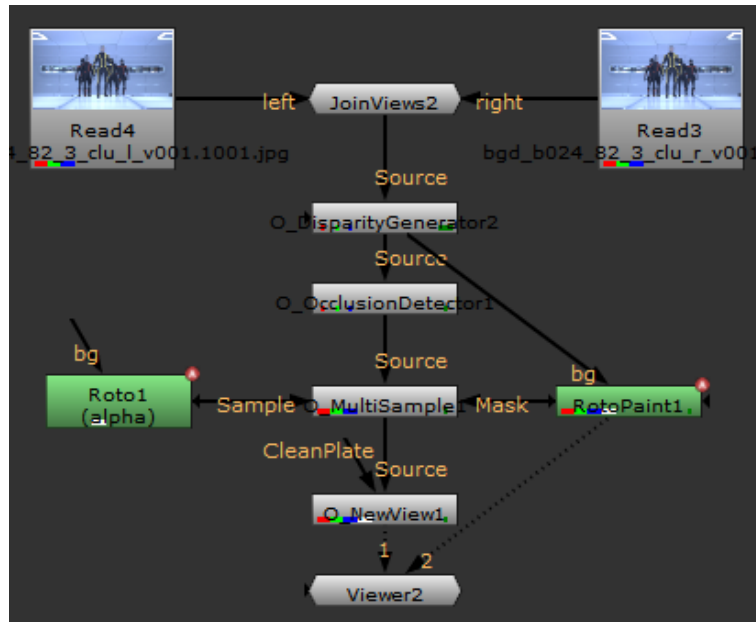 Read4
4_82_3_clu_l_v001.1001.jpg
left
JoinViews2
right
Read3
bgd_b024_82_3_clu_r_v001
Source
O_DisparityGenerator2
Source
O_OcclusionDetector1
Source
bg
bg
Roto1
(alpha)
Sample
O_MultiSample1
Mask
RotoPaint1
CleanPlate
Source
O_NewView1
1
2
Viewer2